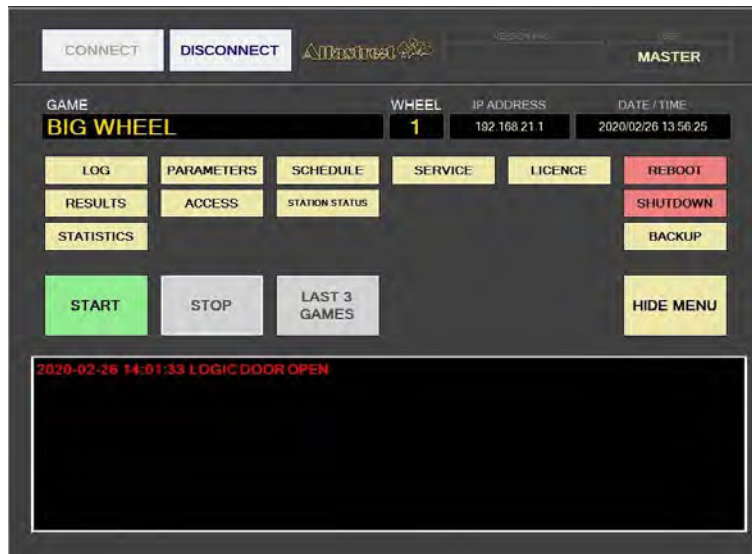 CONNECT
DISCONNECT
Alfastreet
MASTER
GAME
WHEEL
IP ADDRESS
DATE / TIME
BIG WHEEL
1
192.168.21.1
2020/02/26 13:56:25
LOG
PARAMETERS
SCHEDULE
SERVICE
LICENCE
REBOOT
RESULTS
ACCESS
STATION STATUS
SHUTDOWN
STATISTICS
BACKUP
START
STOP
LAST 3
GAMES
HIDE MENU
2020-02-26 14:01:33 LOGIC DOOR OPEN